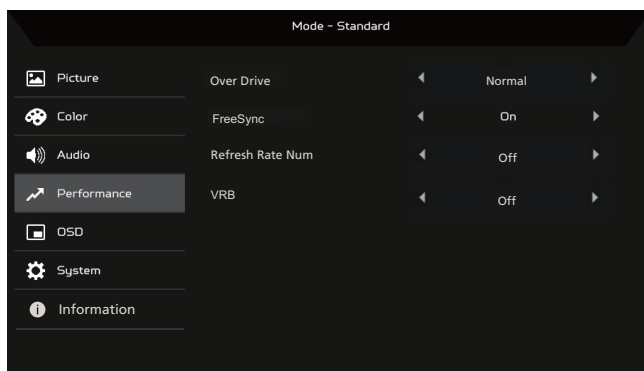 Mode - Standard
Picture
Color
Audio
Performance
OSD
System
Information
Over Drive Normal
FreeSync On
Refresh Rate Num Off
VRB Off